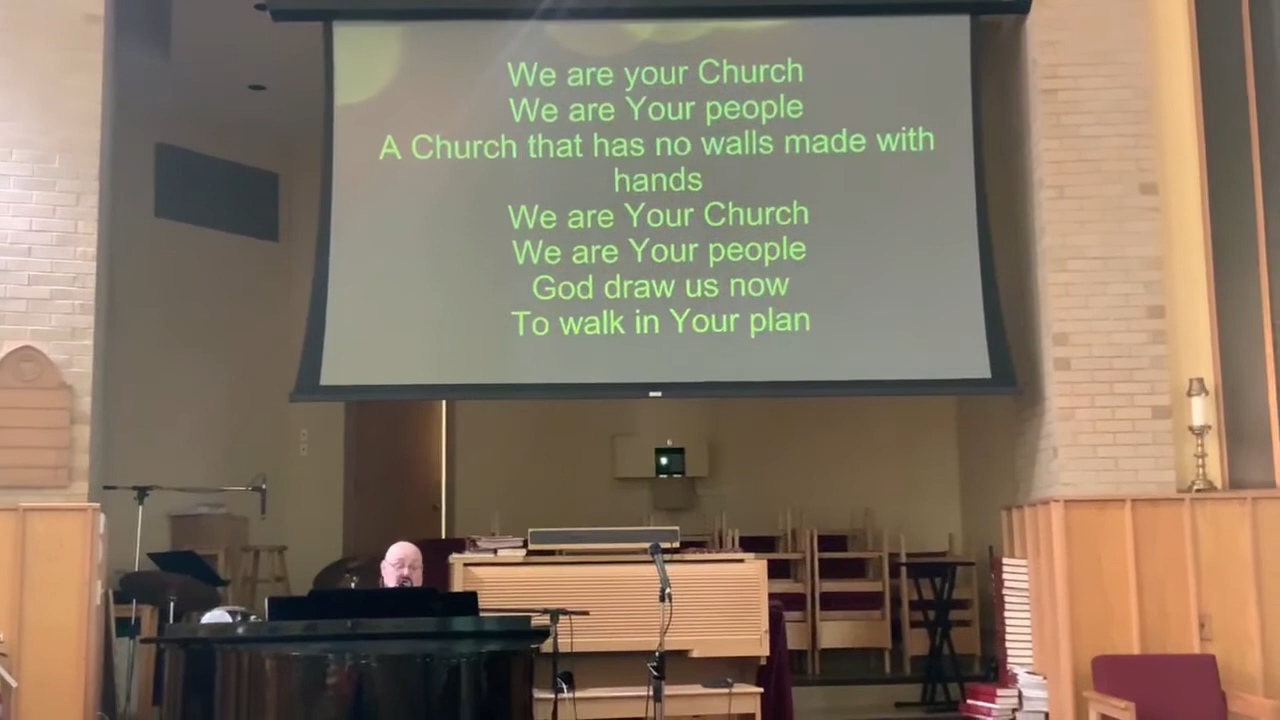 We are your Church
We are Your people
A Church that has no walls made with
hands
We are Your Church
We are Your people
God draw us now
To walk in Your plan